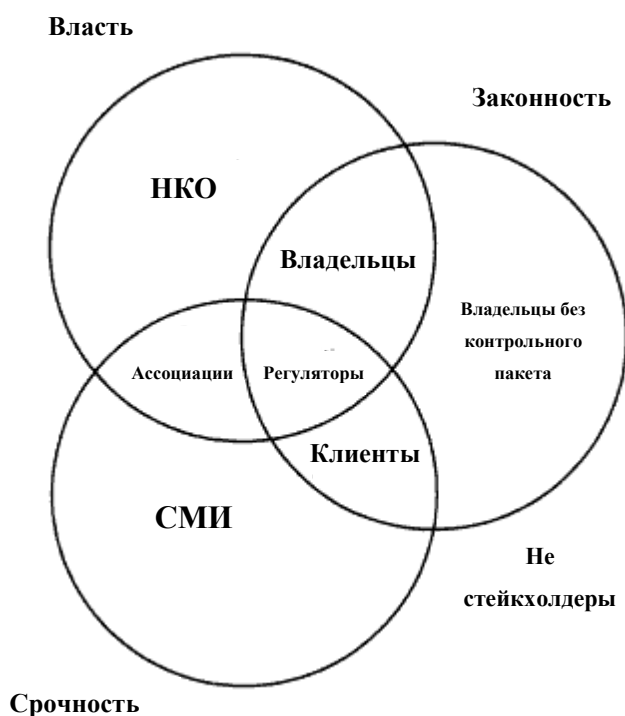 Власть
Законность
НКО
Владельцы
Владельцы без
контрольного
пакета
Ассоциации
Регуляторы
Клиенты
СМИ
Не
стейкхолдеры
Срочность